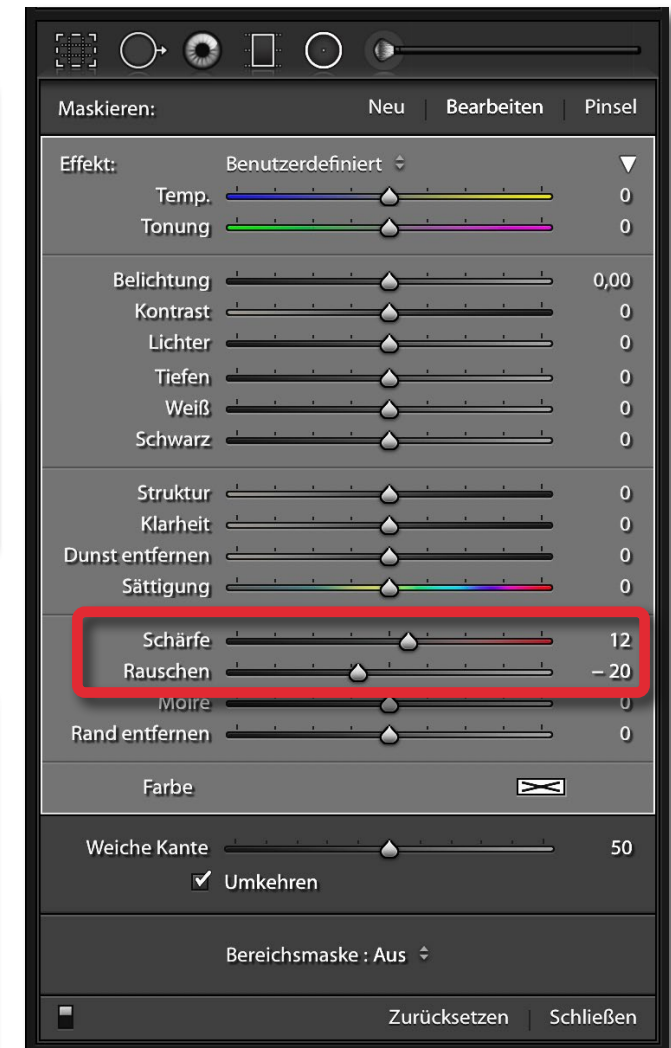 Maskieren: Neu | Bearbeiten | Pinsel
Effekt: Benutzerdefiniert
Temp. 0
Tonung 0
Belichtung 0,00
Kontrast 0
Lichter 0
Tiefen 0
Weiß 0
Schwarz 0
Struktur 0
Klarheit 0
Dunst entfernen 0
Sättigung 0
Schärfe 12
Rauschen – 20
Moiré 0
Rand entfernen 0
Farbe
Weiche Kante 50
Umkehren
Bereichsmaske : Aus
Zurücksetzen | Schließen